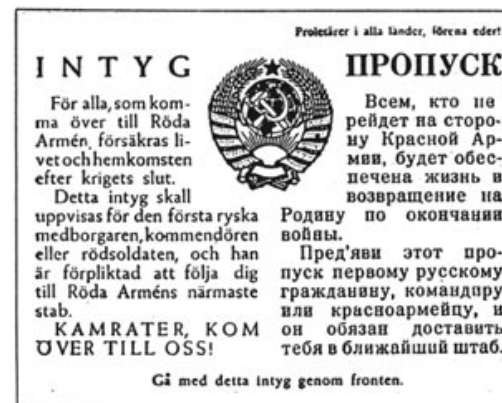 Proletärer i alla länder, förena eder!
INTYG
För alla, som kom-
ma över till Röda
Armén, försäkras li-
vet och hemkomsten
efter krigets slut.
Detta intyg skall
uppvisas för den första ryska
medborgaren, kommendören
eller rödsoldaten, och han
är förpliktad att följa dig
till Röda Arméns närmaste
stab.
KAMRATER, KOM
ÖVER TILL OSS!
ПРОПУСК
Всем, кто пе
рейдет на сторо-
ну Красной Ар-
мии, будет обес-
печена жизнь и
возвращение на
Родину по окончании
войны.
Пред'яви этот про-
пуск первому русскому
гражданину, командиру
или красноармейцу, и
он обязан доставить
тебя в ближайший штаб.
Gå med detta intyg genom fronten.